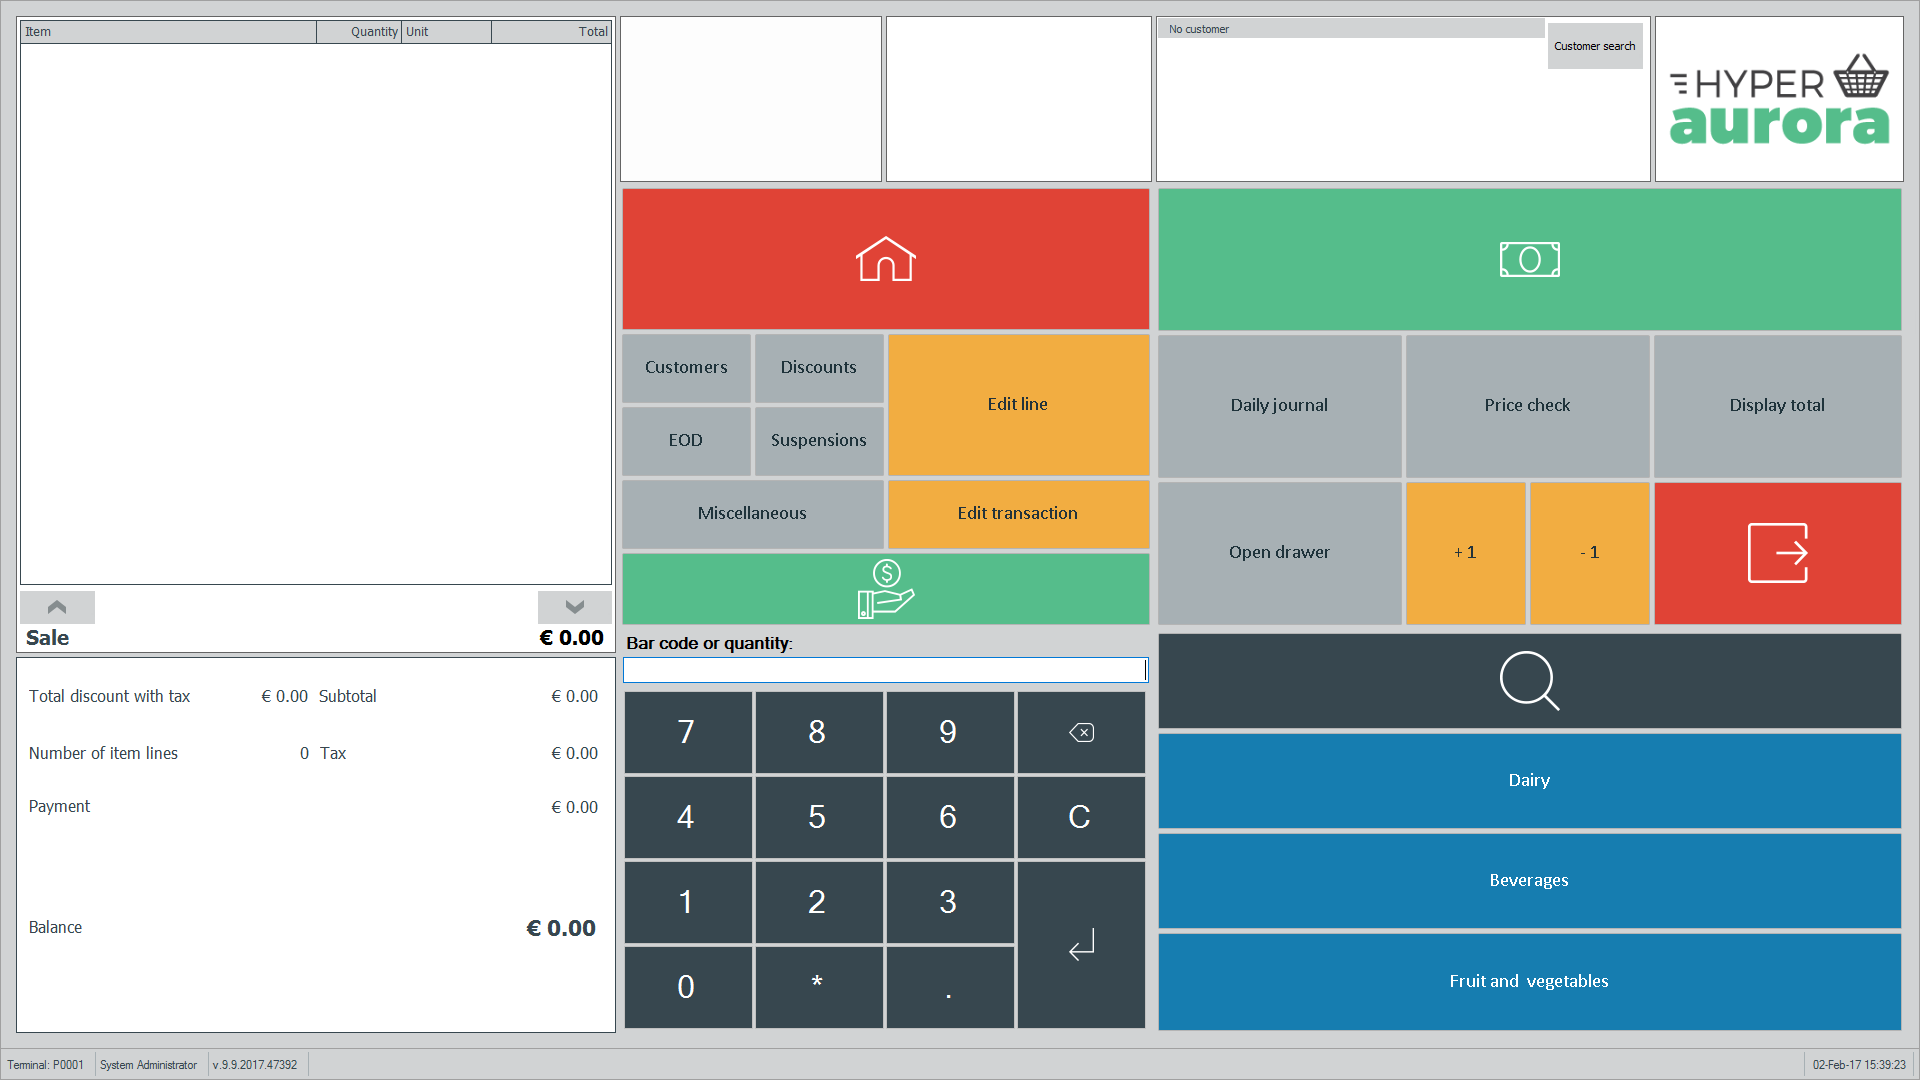 Item Quantity Unit Total
No customer
Customer search
HYPER
aurora
Customers Discounts
Edit line
EOD Suspensions
Miscellaneous
Edit transaction
Daily journal Price check Display total
Open drawer +1 -1
Sale € 0.00
Total discount with tax € 0.00 Subtotal € 0.00
Number of item lines 0 Tax € 0.00
Payment € 0.00
Balance € 0.00
Bar code or quantity:
7 8 9
4 5 6 C
1 2 3
0 * .
Dairy
Beverages
Fruit and vegetables
Terminal: P0001 System Administrator v.9.9.2017.47392 02-Feb-17 15:39:23